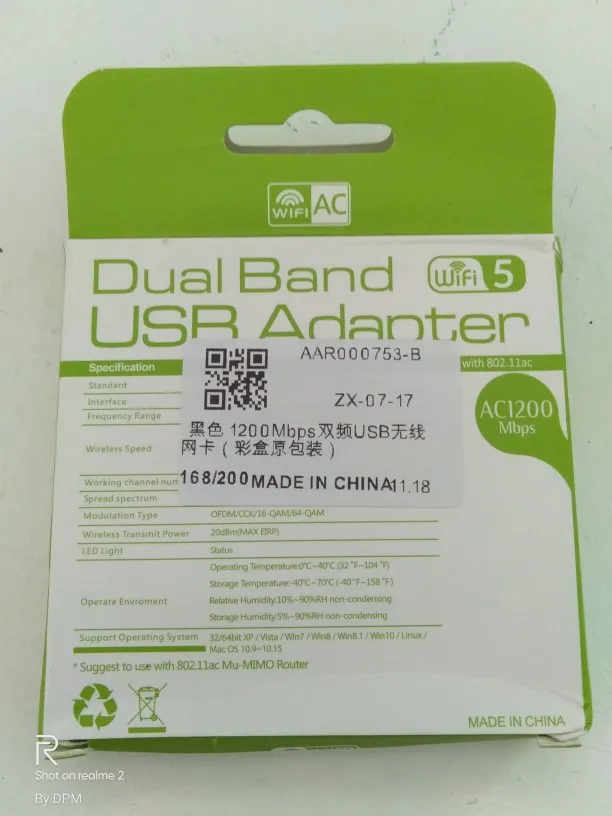 WiFi AC
Dual Band WiFi 5
USB Adapter
Specification with 802.11ac
Standard
Interface
Frequency Range
Wireless Speed
Working channel num
Spread spectrum
AAR000753-B
ZX-07-17
黑色 1200Mbps双频USB无线
网卡（彩盒原包装）
168/200 MADE IN CHINA 11.18
AC1200
Mbps
Modulation Type OFDM/CCK/16-QAM/64-QAM
Wireless Transmit Power 20dBm(MAX EIRP)
LED Light Status
Operating Temperature:0°C~40°C (32 °F~104 °F)
Storage Temperature:-40°C~70°C (-40 °F~158 °F)
Operate Enviroment Relative Humidity:10%~90%RH non-condensing
Storage Humidity:5%~90%RH non-condensing
Support Operating System 32/64bit XP / Vista / Win7 / Win8 / Win8.1 / Win10 / Linux /
Mac OS 10.9~10.15
* Suggest to use with 802.11ac Mu-MIMO Router
MADE IN CHINA
R
Shot on realme 2
By DPM